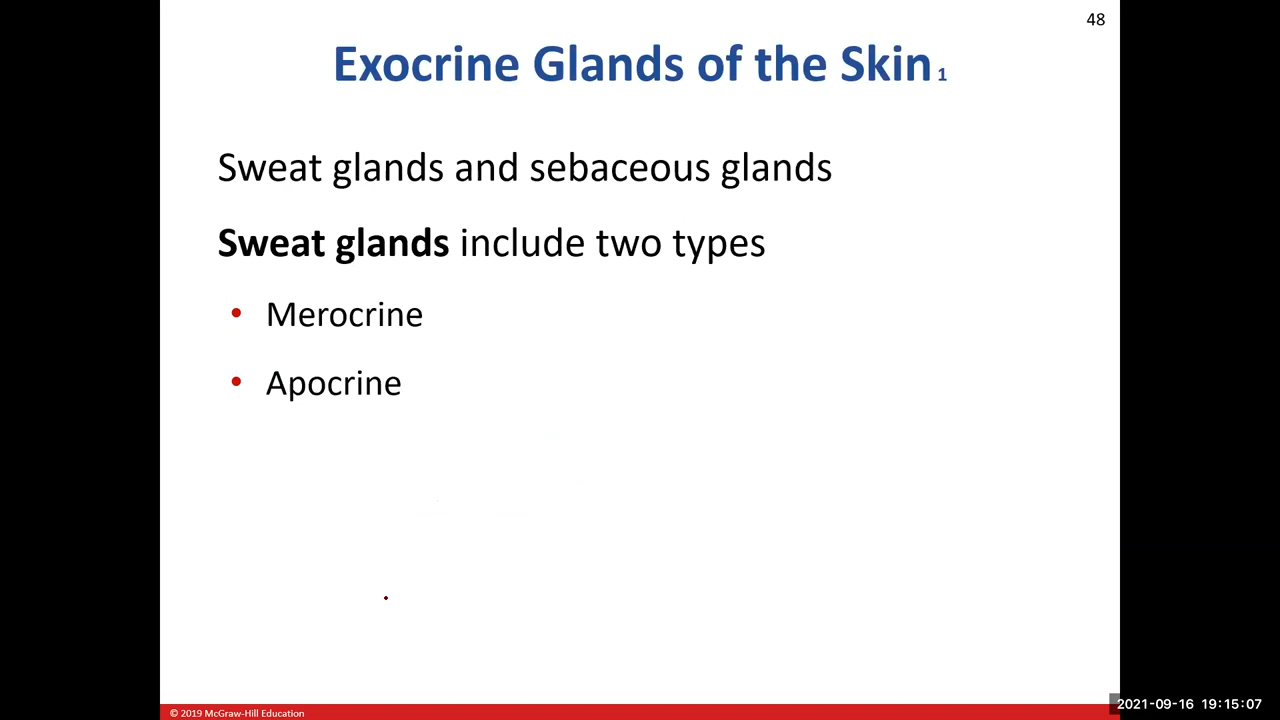 48
Exocrine Glands of the Skin 1
Sweat glands and sebaceous glands
Sweat glands include two types
• Merocrine
• Apocrine
© 2019 McGraw-Hill Education
2021-09-16 19:15:07